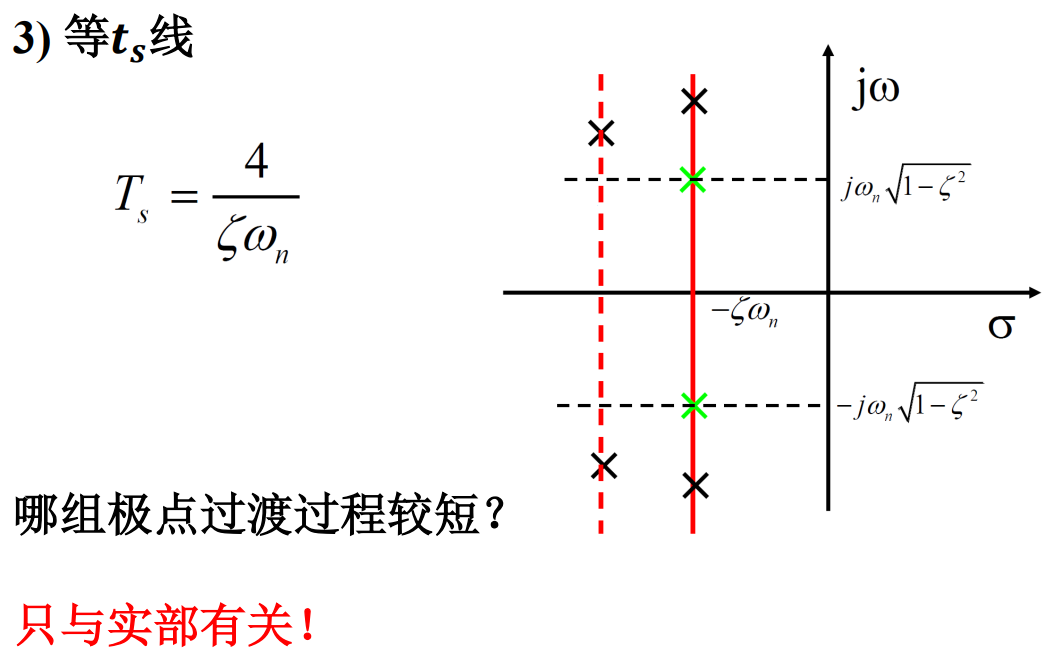 3) 等$t_s$线
jω
$T_s = \frac{4}{\zeta\omega_n}$
$j\omega_n\sqrt{1-\zeta^2}$
$-\zeta\omega_n$
σ
$-j\omega_n\sqrt{1-\zeta^2}$
哪组极点过渡过程较短？
只与实部有关！